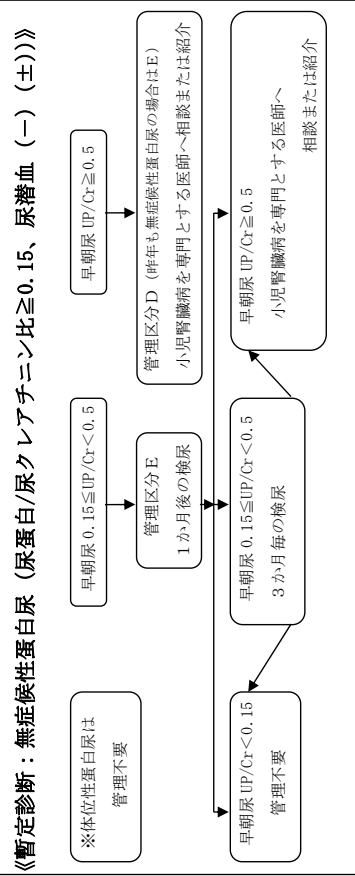 《暫定診断：無症候性蛋白尿（尿蛋白/尿クレアチニン比≧0.15、尿潜血（－）（±））》
※体位性蛋白尿は
管理不要
早朝尿 0.15≦UP/Cr＜0.5
早朝尿 UP/Cr≧0.5
管理区分Ｅ
１か月後の検尿
管理区分Ｄ（昨年も無症候性蛋白尿の場合はＥ）
小児腎臓病を専門とする医師へ相談または紹介
早朝尿 UP/Cr＜0.15
管理不要
早朝尿 0.15≦UP/Cr＜0.5
３か月毎の検尿
早朝尿 UP/Cr≧0.5
小児腎臓病を専門とする医師へ
相談または紹介